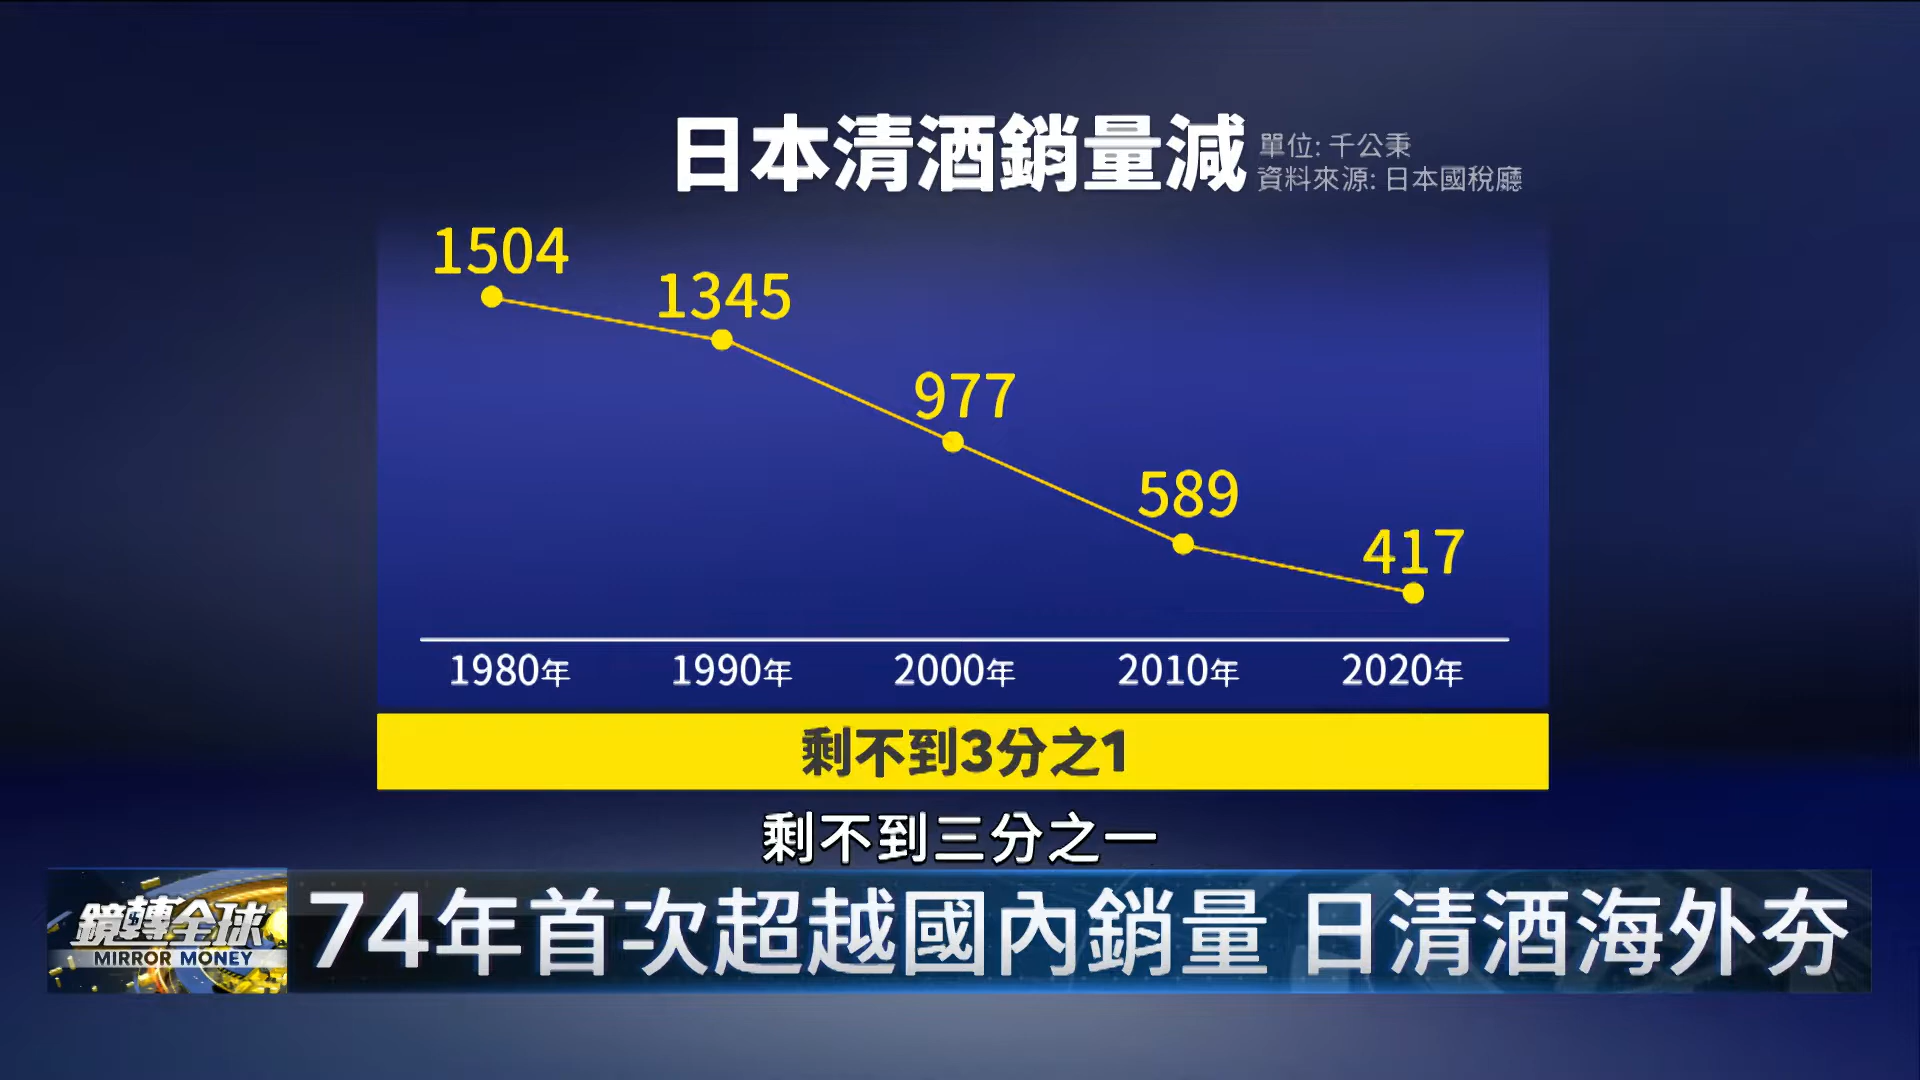 日本清酒銷量減
單位: 千公秉
資料來源: 日本國稅廳
1504
1345
977
589
417
1980年
1990年
2000年
2010年
2020年
剩不到3分之1
剩不到三分之一
鏡轉全球
MIRROR MONEY
74年首次超越國內銷量 日清酒海外夯